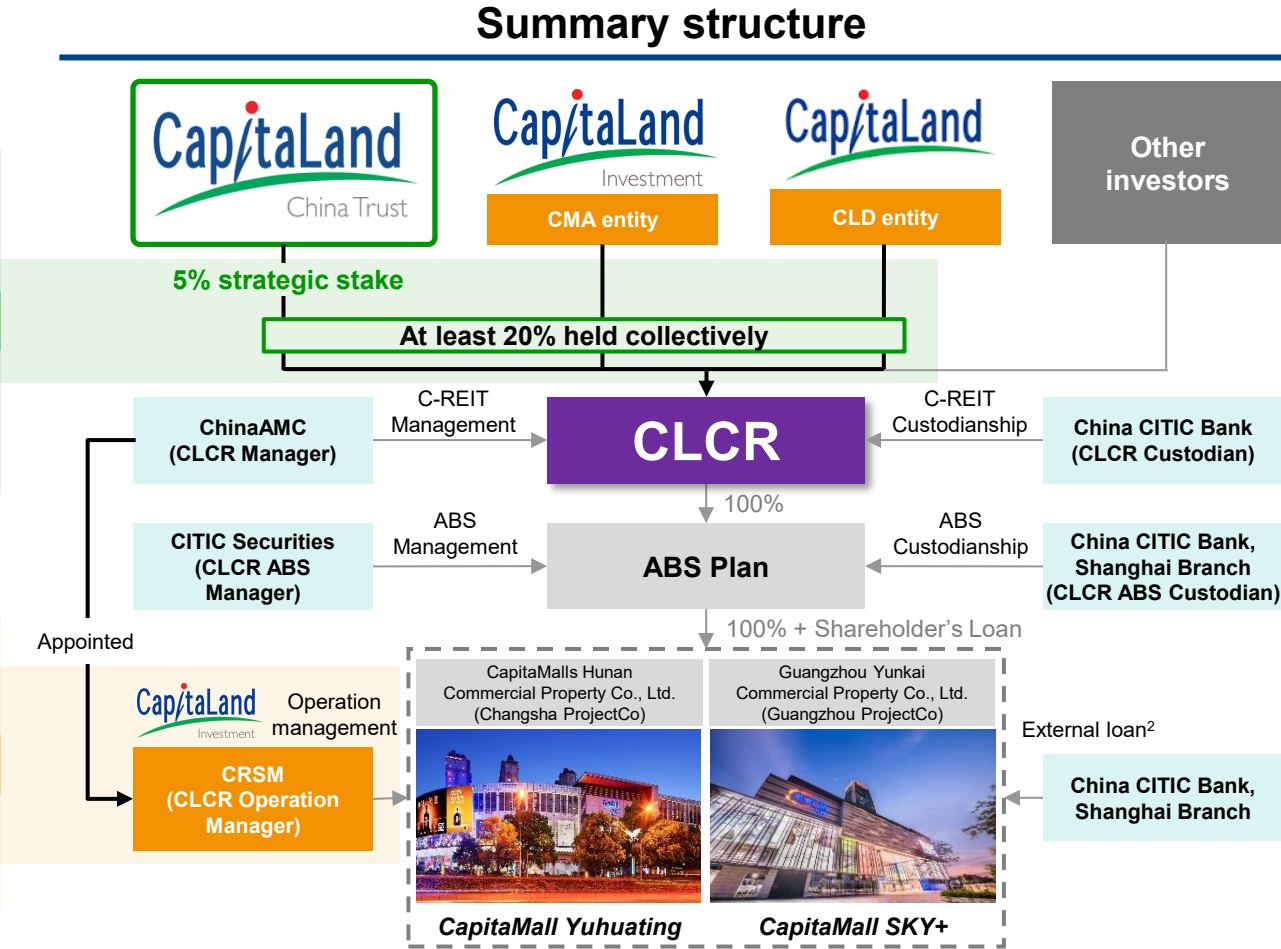 Summary structure
CapitaLand
China Trust
CapitaLand
Investment
CMA entity
CapitaLand
CLD entity
Other
investors
5% strategic stake
At least 20% held collectively
ChinaAMC
(CLCR Manager)
C-REIT
Management
CLCR
C-REIT
Custodianship
China CITIC Bank
(CLCR Custodian)
100%
CITIC Securities
(CLCR ABS
Manager)
ABS
Management
ABS Plan
ABS
Custodianship
China CITIC Bank,
Shanghai Branch
(CLCR ABS Custodian)
100% + Shareholder’s Loan
Appointed
CapitaLand
Investment
Operation
management
CRSM
(CLCR Operation
Manager)
CapitaMalls Hunan
Commercial Property Co., Ltd.
(Changsha ProjectCo)
Guangzhou Yunkai
Commercial Property Co., Ltd.
(Guangzhou ProjectCo)
External loan²
China CITIC Bank,
Shanghai Branch
CapitaMall Yuhuating
CapitaMall SKY+